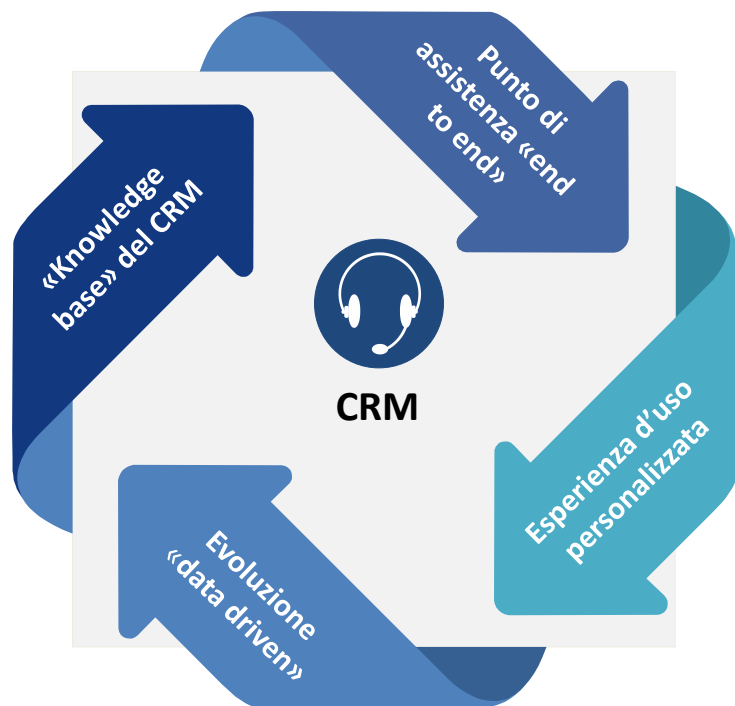 Punto di
assistenza «end
to end»
«Knowledge
base» del CRM
CRM
Esperienza d’uso
personalizzata
Evoluzione
«data driven»